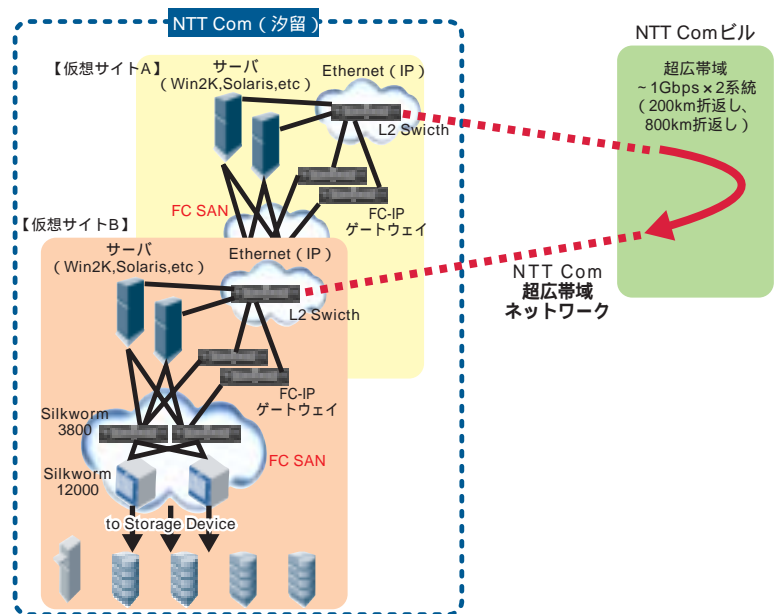 NTT Com（汐留）
NTT Comビル
超広帯域
~1Gbps×2系統
（200km折返し、
800km折返し）
【仮想サイトA】
サーバ
（Win2K,Solaris,etc）
Ethernet（IP）
L2 Swicth
FC SAN
FC-IP
ゲートウェイ
【仮想サイトB】
サーバ
（Win2K,Solaris,etc）
Ethernet（IP）
L2 Swicth
NTT Com
超広帯域
ネットワーク
FC-IP
ゲートウェイ
Silkworm
3800
FC SAN
Silkworm
12000
to Storage Device